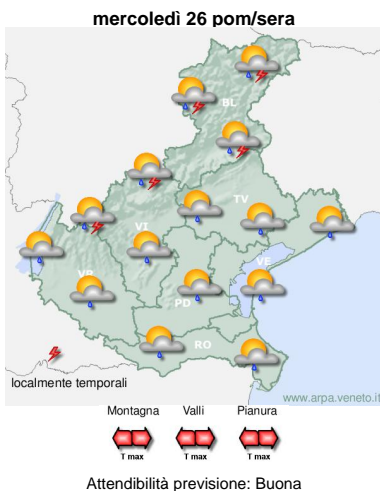 mercoledì 26 pom/sera
BL
TV
VI
VE
VR
PD
RO
localmente temporali
www.arpa.veneto.it
Montagna Valli Pianura
T max T max T max
Attendibilità previsione: Buona